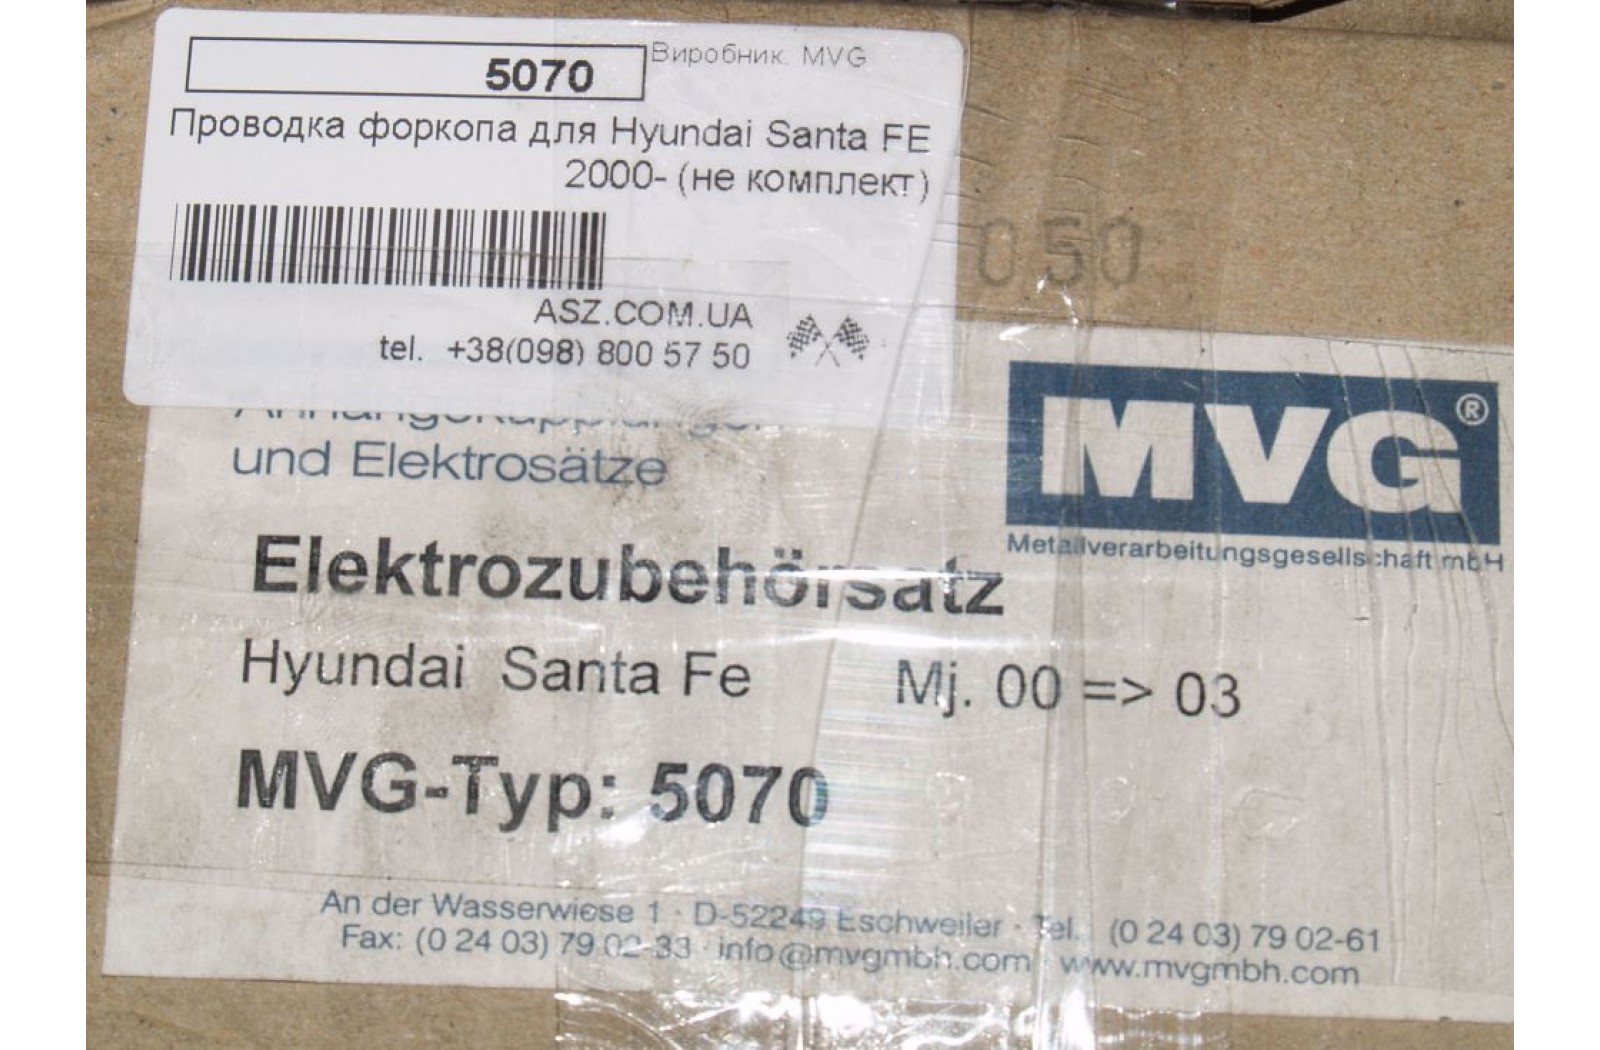 5070
Виробник. MVG
Проводка форкопа для Hyundai Santa FE
2000- (не комплект)
ASZ.COM.UA
tel. +38(098) 800 57 50
050
und Elektrosätze
MVG®
Metallverarbeitungsgesellschaft mbH
Elektrozubehörsatz
Hyundai Santa Fe Mj. 00 => 03
MVG-Typ: 5070
An der Wasserwiese 1 · D-52249 Eschweiler · Tel. (0 24 03) 79 02-61
Fax: (0 24 03) 79 02-33 · info@mvgmbh.com www.mvgmbh.com